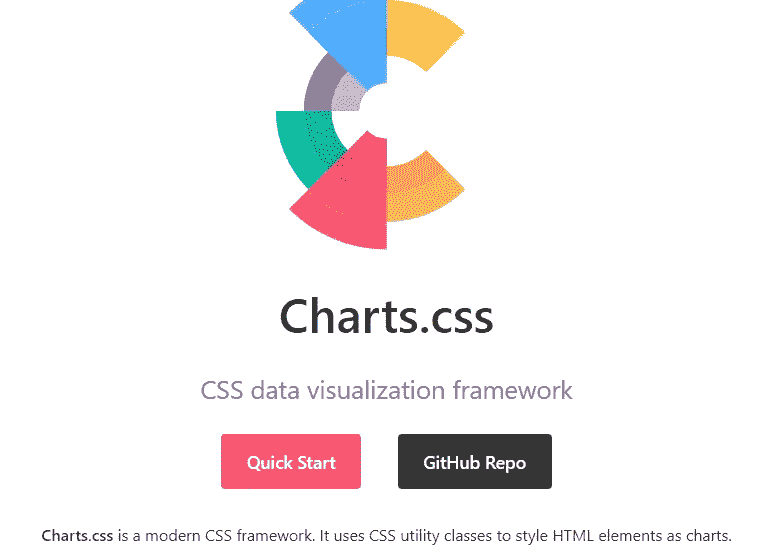 Charts.css
CSS data visualization framework
Quick Start
GitHub Repo
Charts.css is a modern CSS framework. It uses CSS utility classes to style HTML elements as charts.